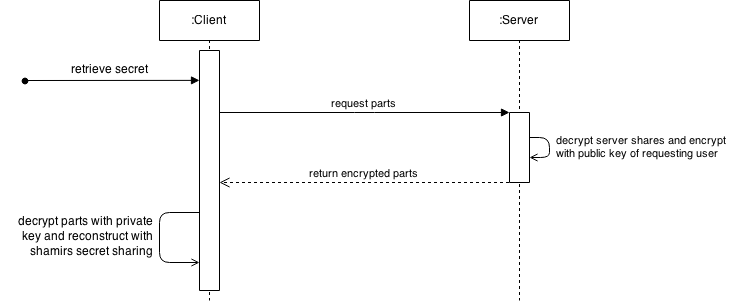 :Client
:Server
retrieve secret
request parts
decrypt server shares and encrypt
with public key of requesting user
return encrypted parts
decrypt parts with private
key and reconstruct with
shamirs secret sharing